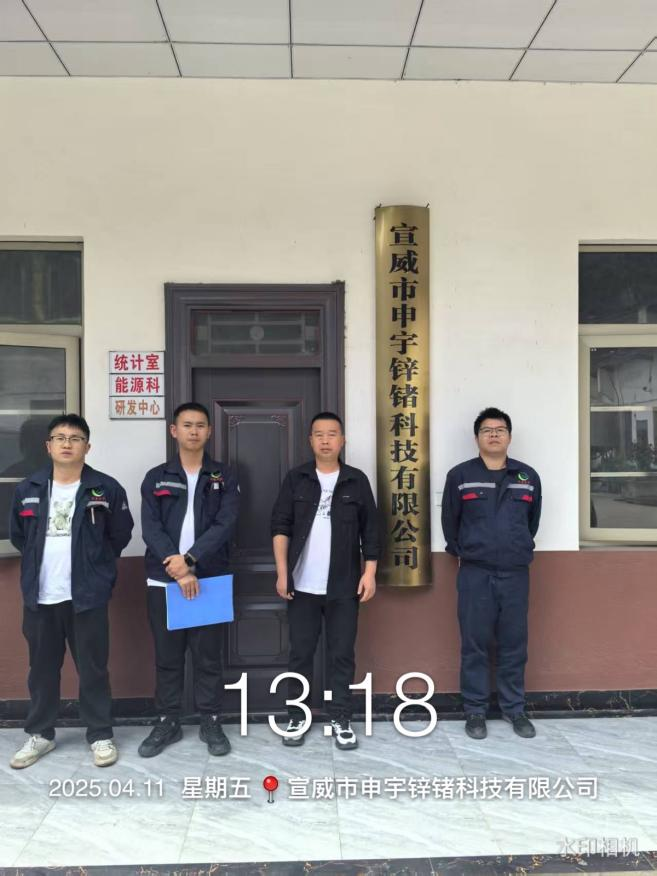 宣威市申宇锌锗科技有限公司
统计室
能源科
研发中心
13:18
2025.04.11 星期五 宣威市申宇锌锗科技有限公司
水印相机